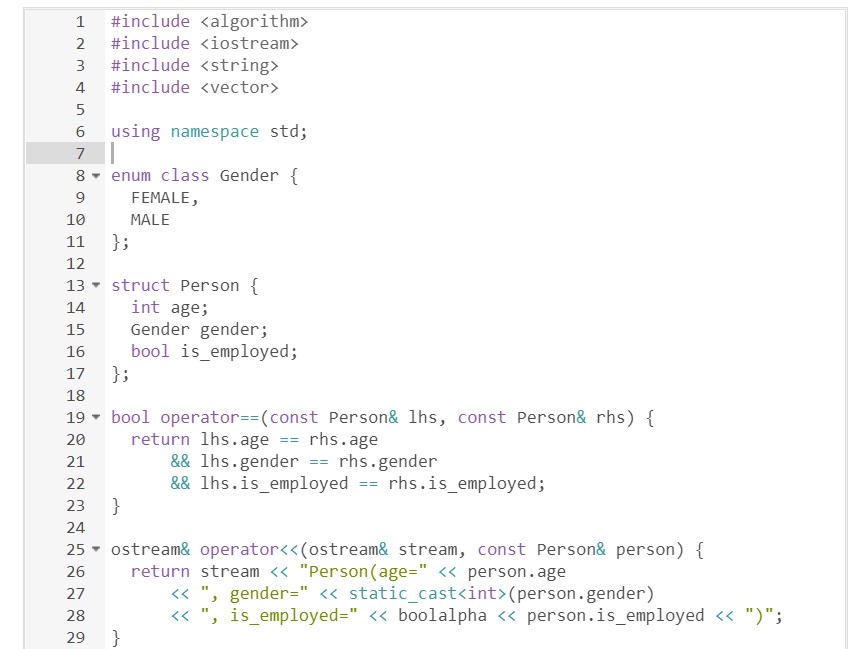 1 #include <algorithm>
2 #include <iostream>
3 #include <string>
4 #include <vector>
5
6 using namespace std;
7
8 enum class Gender {
9   FEMALE,
10   MALE
11 };
12
13 struct Person {
14   int age;
15   Gender gender;
16   bool is_employed;
17 };
18
19 bool operator==(const Person& lhs, const Person& rhs) {
20   return lhs.age == rhs.age
21       && lhs.gender == rhs.gender
22       && lhs.is_employed == rhs.is_employed;
23 }
24
25 ostream& operator<<(ostream& stream, const Person& person) {
26   return stream << "Person(age=" << person.age
27       << ", gender=" << static_cast<int>(person.gender)
28       << ", is_employed=" << boolalpha << person.is_employed << ")";
29 }